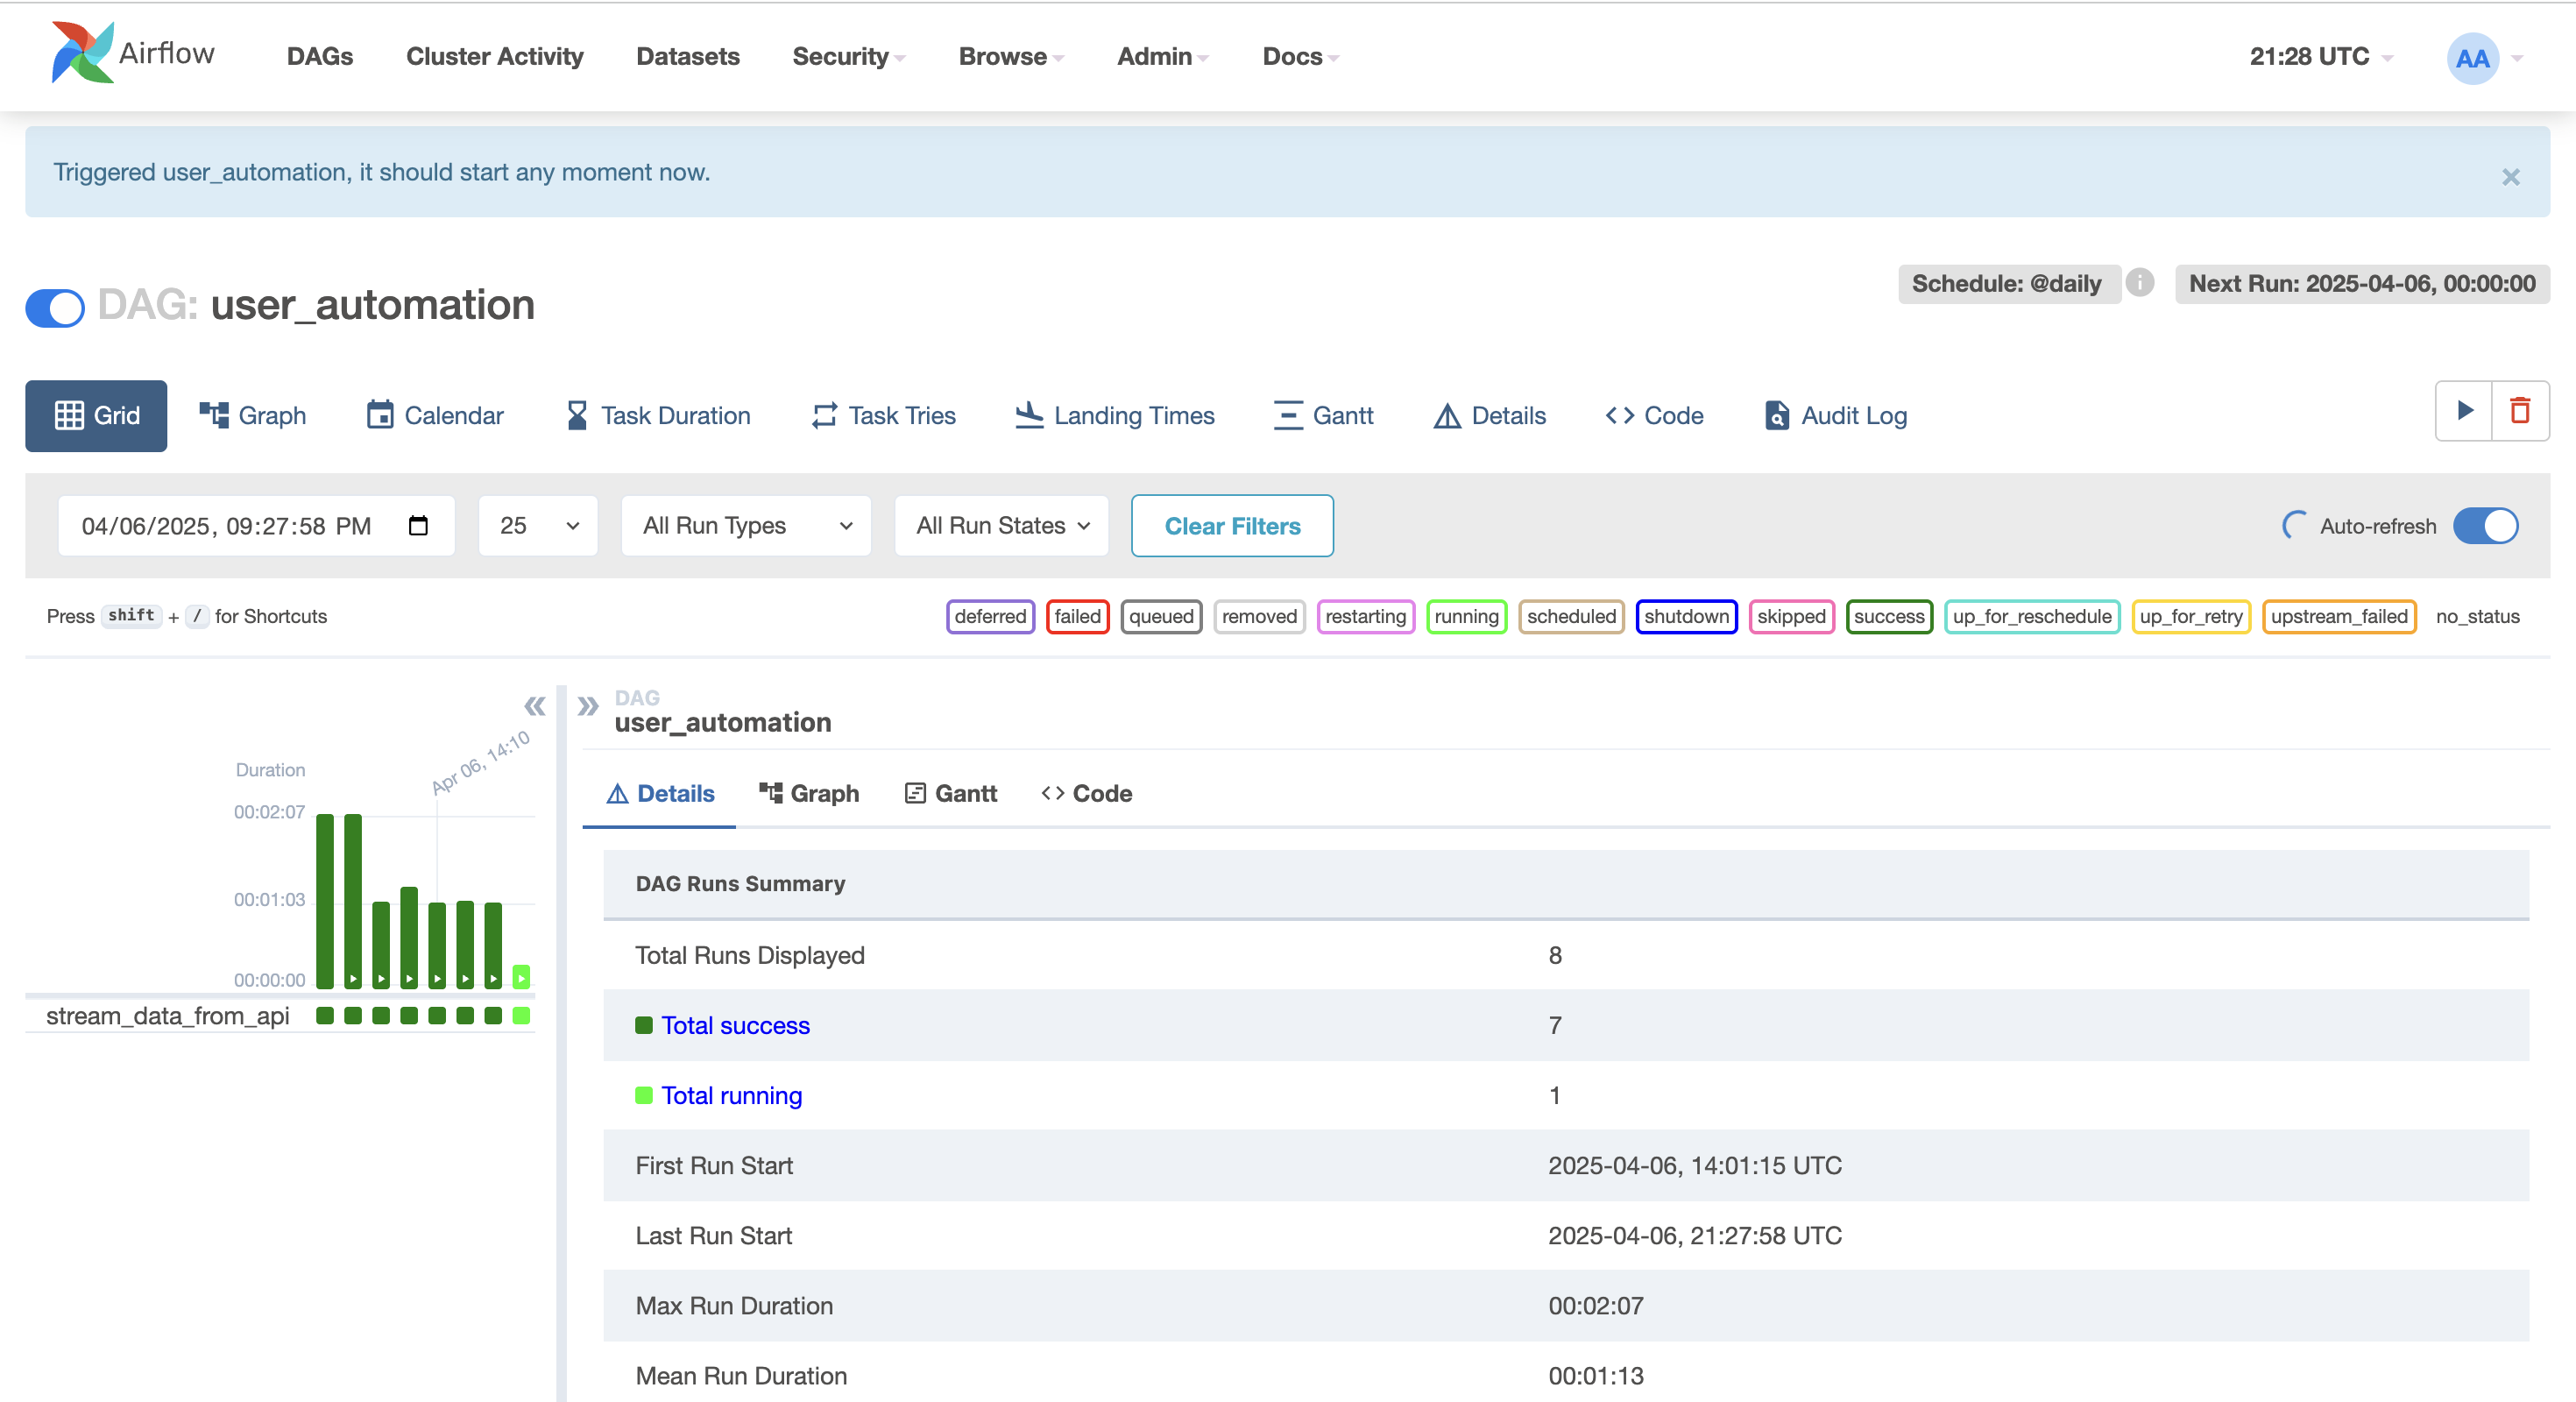 Airflow DAGs Cluster Activity Datasets Security Browse Admin Docs 21:28 UTC AA
Triggered user_automation, it should start any moment now. ×
Schedule: @daily i Next Run: 2025-04-06, 00:00:00
DAG: user_automation
Grid Graph Calendar Task Duration Task Tries Landing Times Gantt Details Code Audit Log
04/06/2025, 09:27:58 PM 25 All Run Types All Run States Clear Filters Auto-refresh
Press shift + / for Shortcuts deferred failed queued removed restarting running scheduled shutdown skipped success up_for_reschedule up_for_retry upstream_failed no_status
Apr 06, 14:10
Duration
00:02:07
00:01:03
00:00:00
stream_data_from_api
DAG
user_automation
Details Graph Gantt Code
DAG Runs Summary
Total Runs Displayed 8
Total success 7
Total running 1
First Run Start 2025-04-06, 14:01:15 UTC
Last Run Start 2025-04-06, 21:27:58 UTC
Max Run Duration 00:02:07
Mean Run Duration 00:01:13